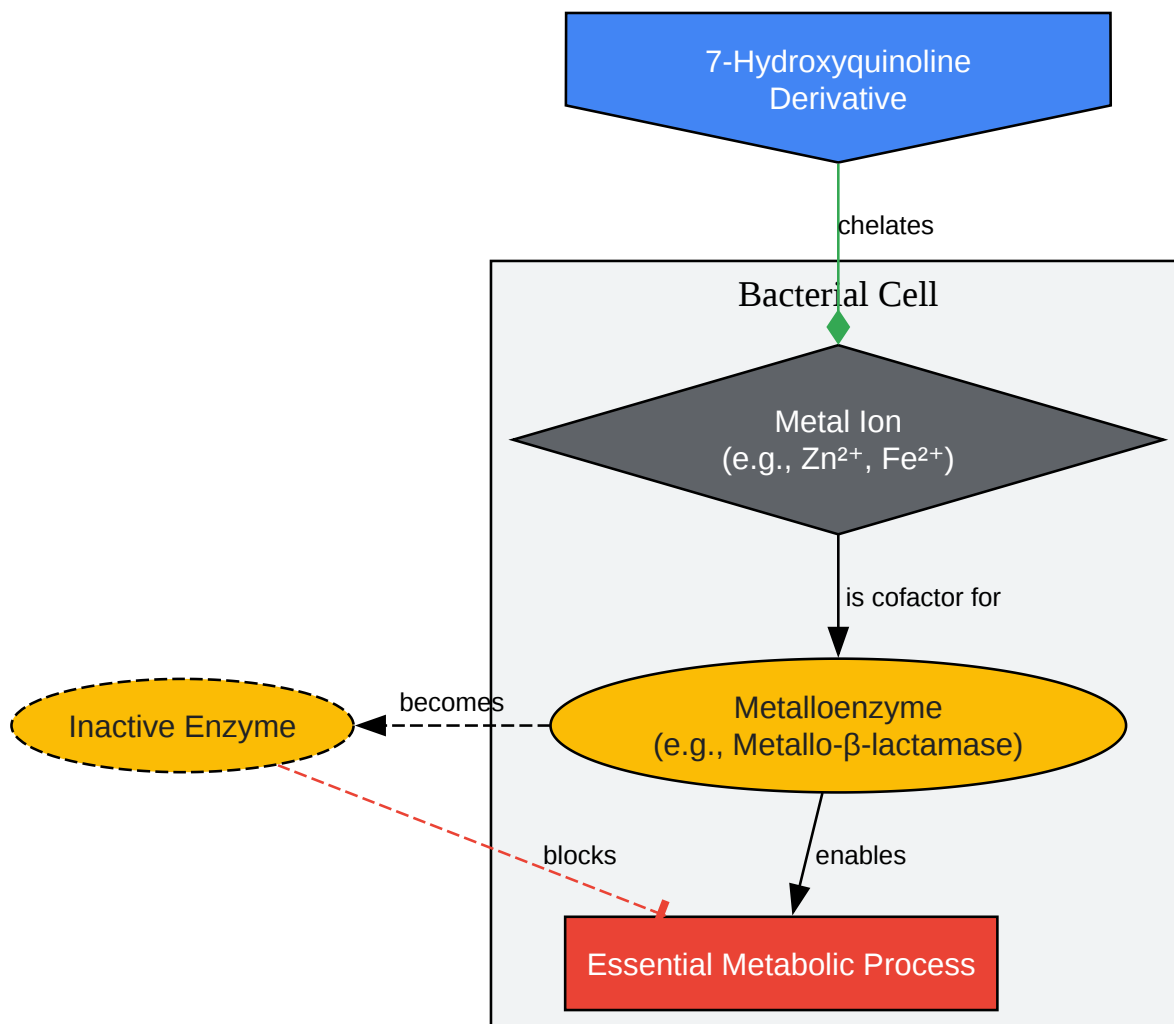 7-Hydroxyquinoline
Derivative
chelates
Bacterial Cell
Metal Ion
(e.g., Zn²⁺, Fe²⁺)
is cofactor for
becomes
Inactive Enzyme
Metalloenzyme
(e.g., Metallo-β-lactamase)
blocks
enables
Essential Metabolic Process